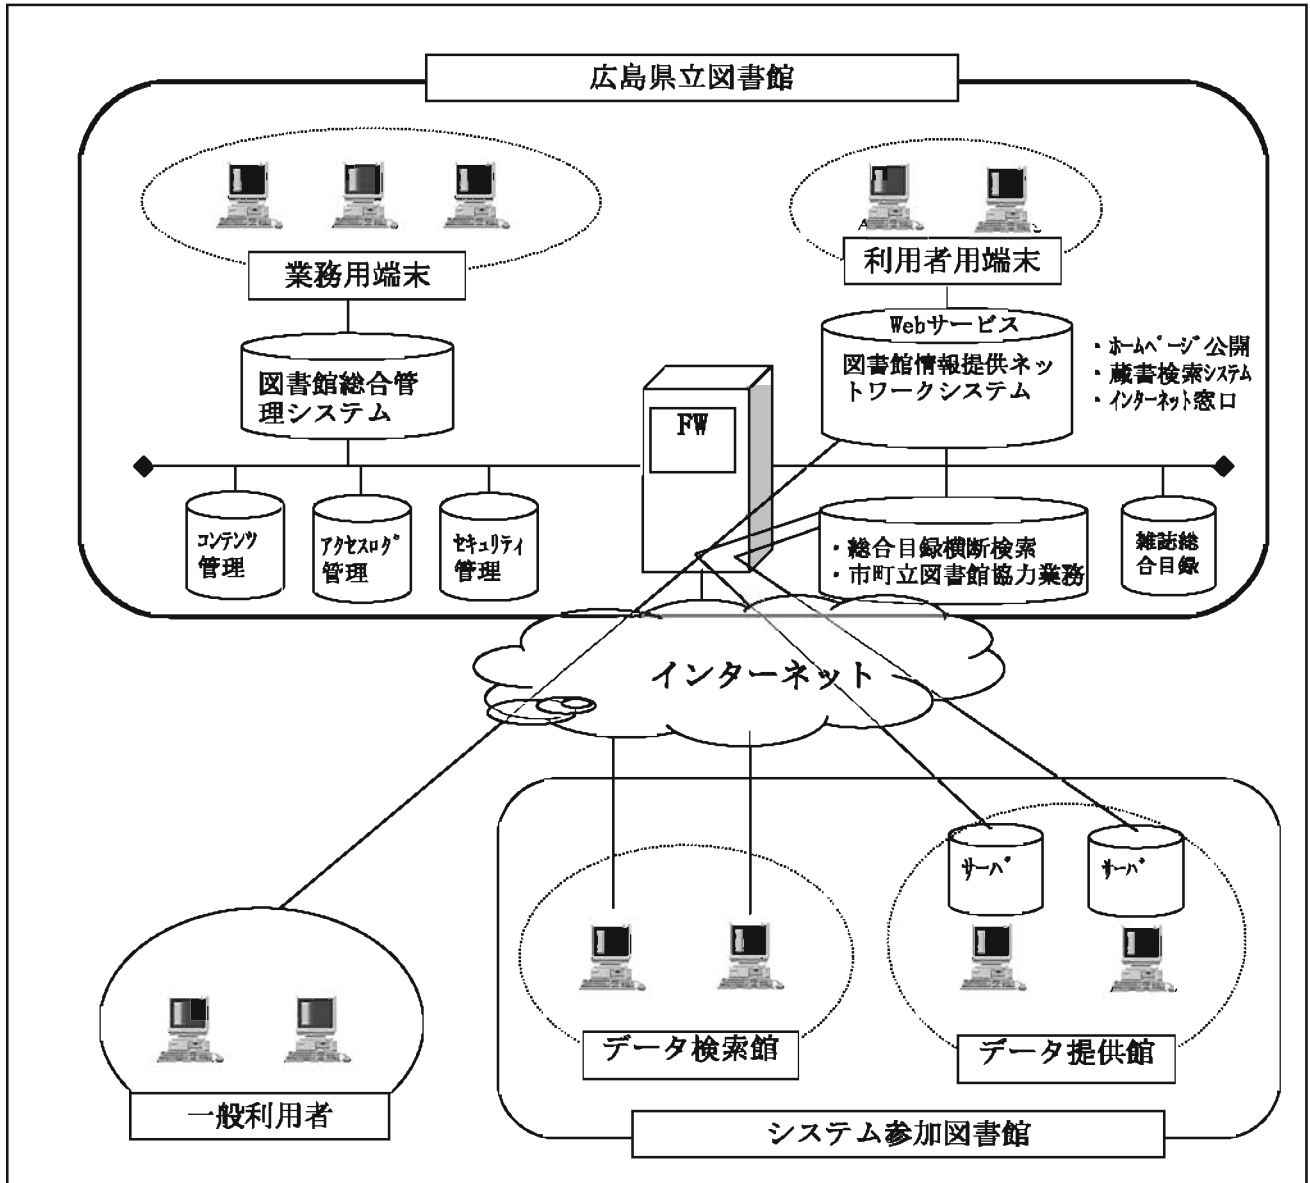 広島県立図書館
業務用端末
利用者用端末
Webサービス
図書館情報提供ネッ
トワークシステム
・ホームページ公開
・蔵書検索システム
・インターネット窓口
図書館総合管
理システム
FW
コンテンツ
管理
アクセスログ
管理
セキュリティ
管理
・総合目録横断検索
・市町立図書館協力業務
雑誌総
合目録
インターネット
サーバ
サーバ
データ検索館
データ提供館
一般利用者
システム参加図書館